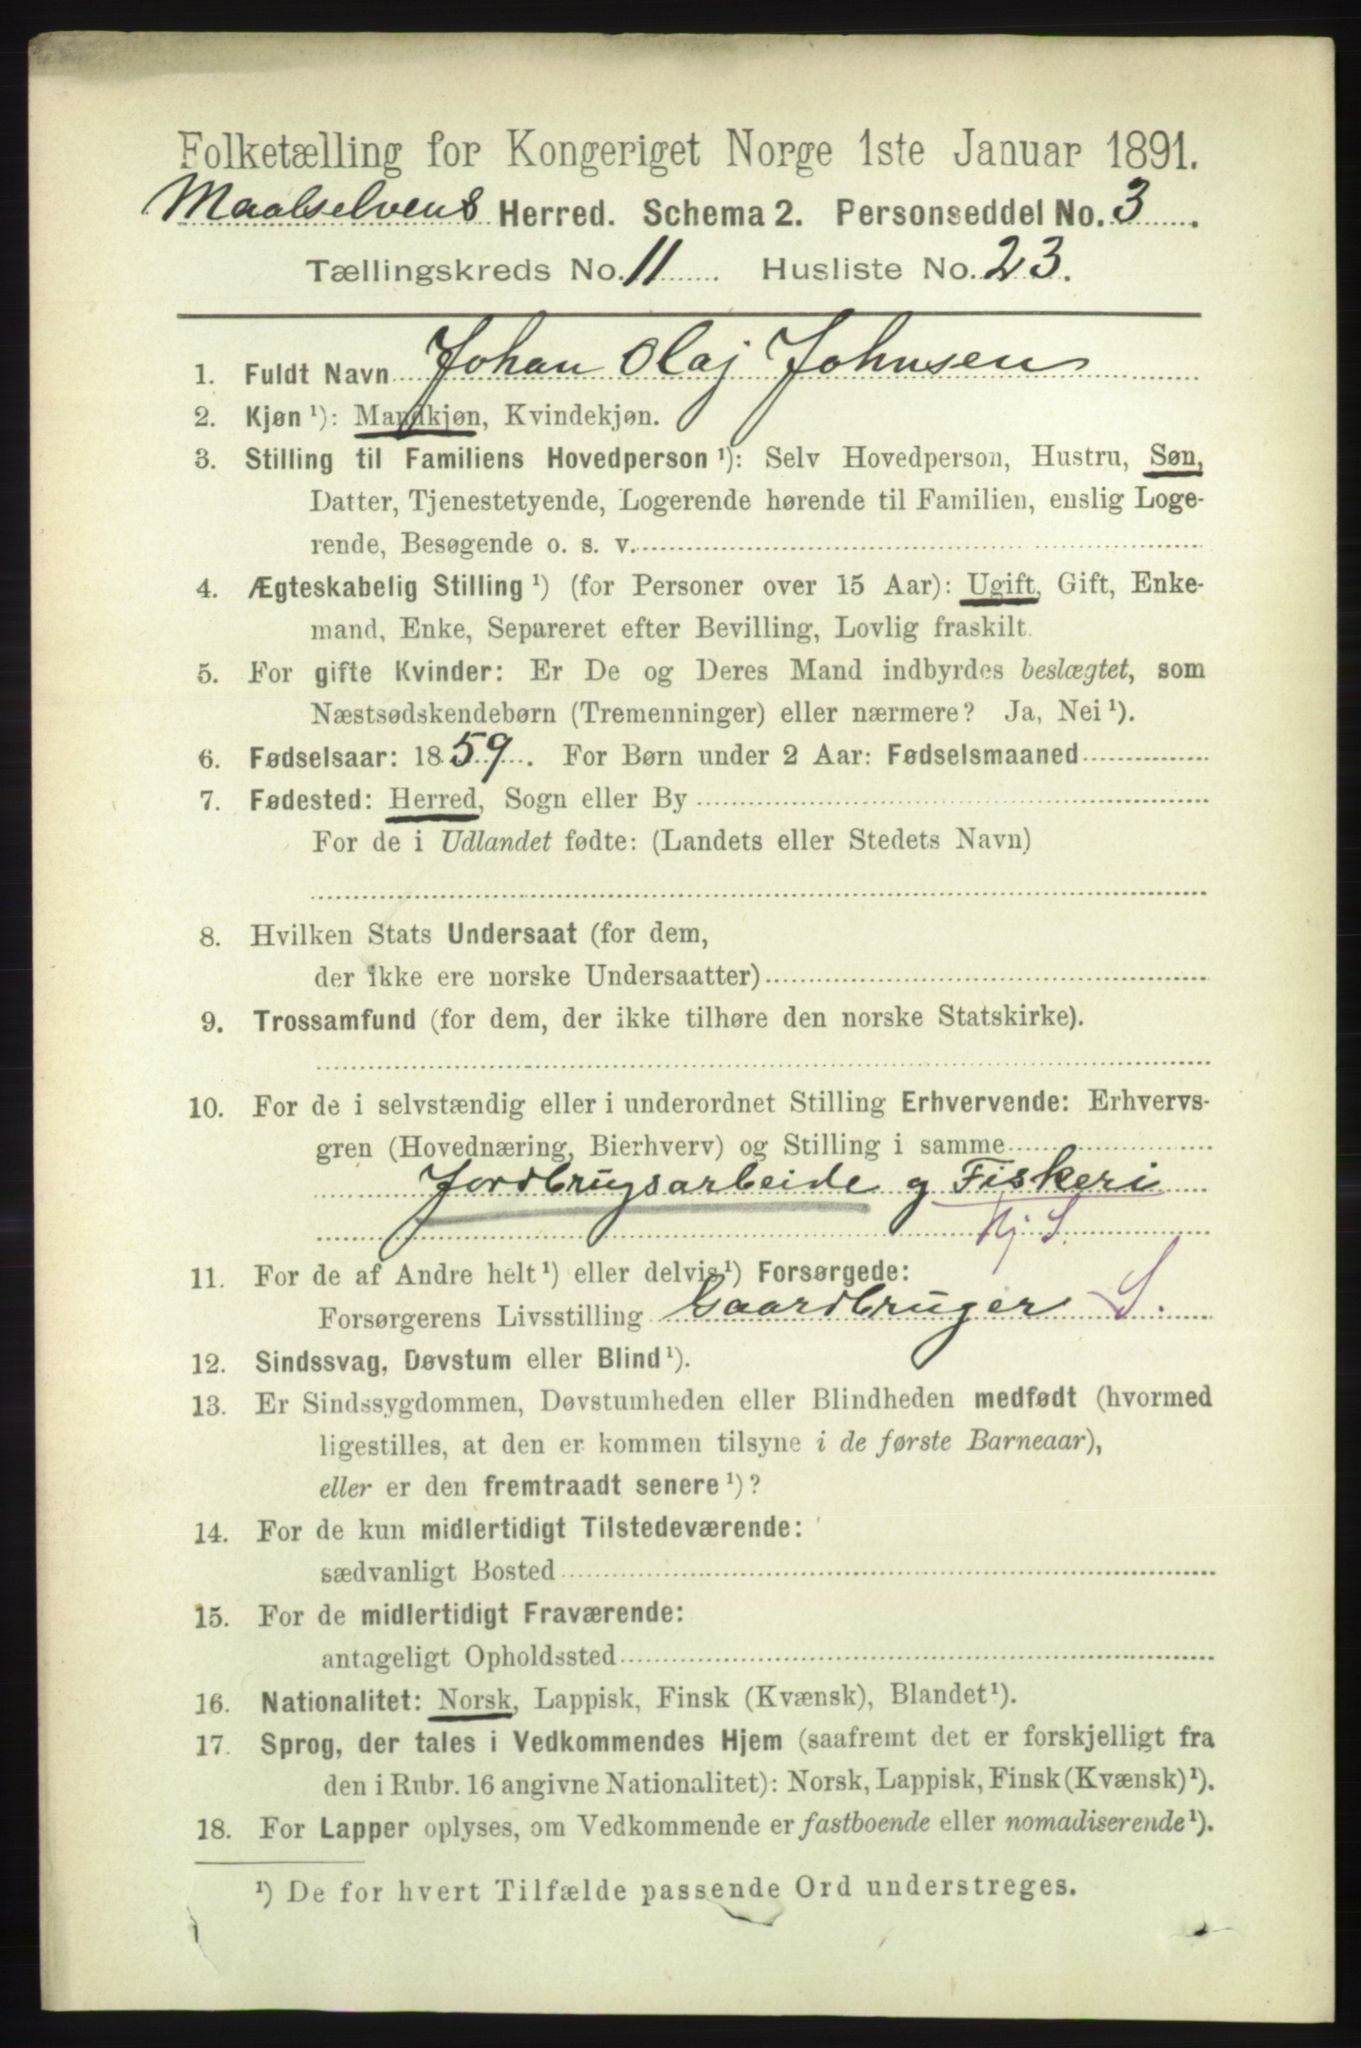 Folketælling for Kongeriget Norge 1ste Januar 1891.
Maalselvens Herred. Schema 2. Personseddel No. 3.
Tællingskreds No. 11 Husliste No. 23.
1. Fuldt Navn Johan Olaj Johnsen
2. Kjøn ¹): Mandkjøn, Kvindekjøn.
3. Stilling til Familiens Hovedperson ¹): Selv Hovedperson, Hustru, Søn,
Datter, Tjenestetyende, Logerende hørende til Familien, enslig Loge-
rende, Besøgende o. s. v.
4. Ægteskabelig Stilling ¹) (for Personer over 15 Aar): Ugift, Gift, Enke-
mand, Enke, Separeret efter Bevilling, Lovlig fraskilt.
5. For gifte Kvinder: Er De og Deres Mand indbyrdes beslægtet, som
Næstsødskendebørn (Tremenninger) eller nærmere? Ja, Nei ¹).
6. Fødselsaar: 1859. For Børn under 2 Aar: Fødselsmaaned
7. Fødested: Herred, Sogn eller By
For de i Udlandet fødte: (Landets eller Stedets Navn)
8. Hvilken Stats Undersaat (for dem,
der ikke ere norske Undersaatter)
9. Trossamfund (for dem, der ikke tilhøre den norske Statskirke).
10. For de i selvstændig eller i underordnet Stilling Erhvervende: Erhvervs-
gren (Hovednæring, Bierhverv) og Stilling i samme
Jordbrugsarbeide g Fiskeri
Hj. S.
11. For de af Andre helt ¹) eller delvis ¹) Forsørgede:
Forsørgerens Livsstilling Gaardbruger S.
12. Sindssvag, Døvstum eller Blind ¹).
13. Er Sindssygdommen, Døvstumheden eller Blindheden medfødt (hvormed
ligestilles, at den er kommen tilsyne i de første Barneaar),
eller er den fremtraadt senere ¹)?
14. For de kun midlertidigt Tilstedeværende:
sædvanligt Bosted
15. For de midlertidigt Fraværende:
antageligt Opholdssted
16. Nationalitet: Norsk, Lappisk, Finsk (Kvænsk), Blandet ¹).
17. Sprog, der tales i Vedkommendes Hjem (saafremt det er forskjelligt fra
den i Rubr. 16 angivne Nationalitet): Norsk, Lappisk, Finsk (Kvænsk) ¹).
18. For Lapper oplyses, om Vedkommende er fastboende eller nomadiserende ¹).
¹) De for hvert Tilfælde passende Ord understreges.